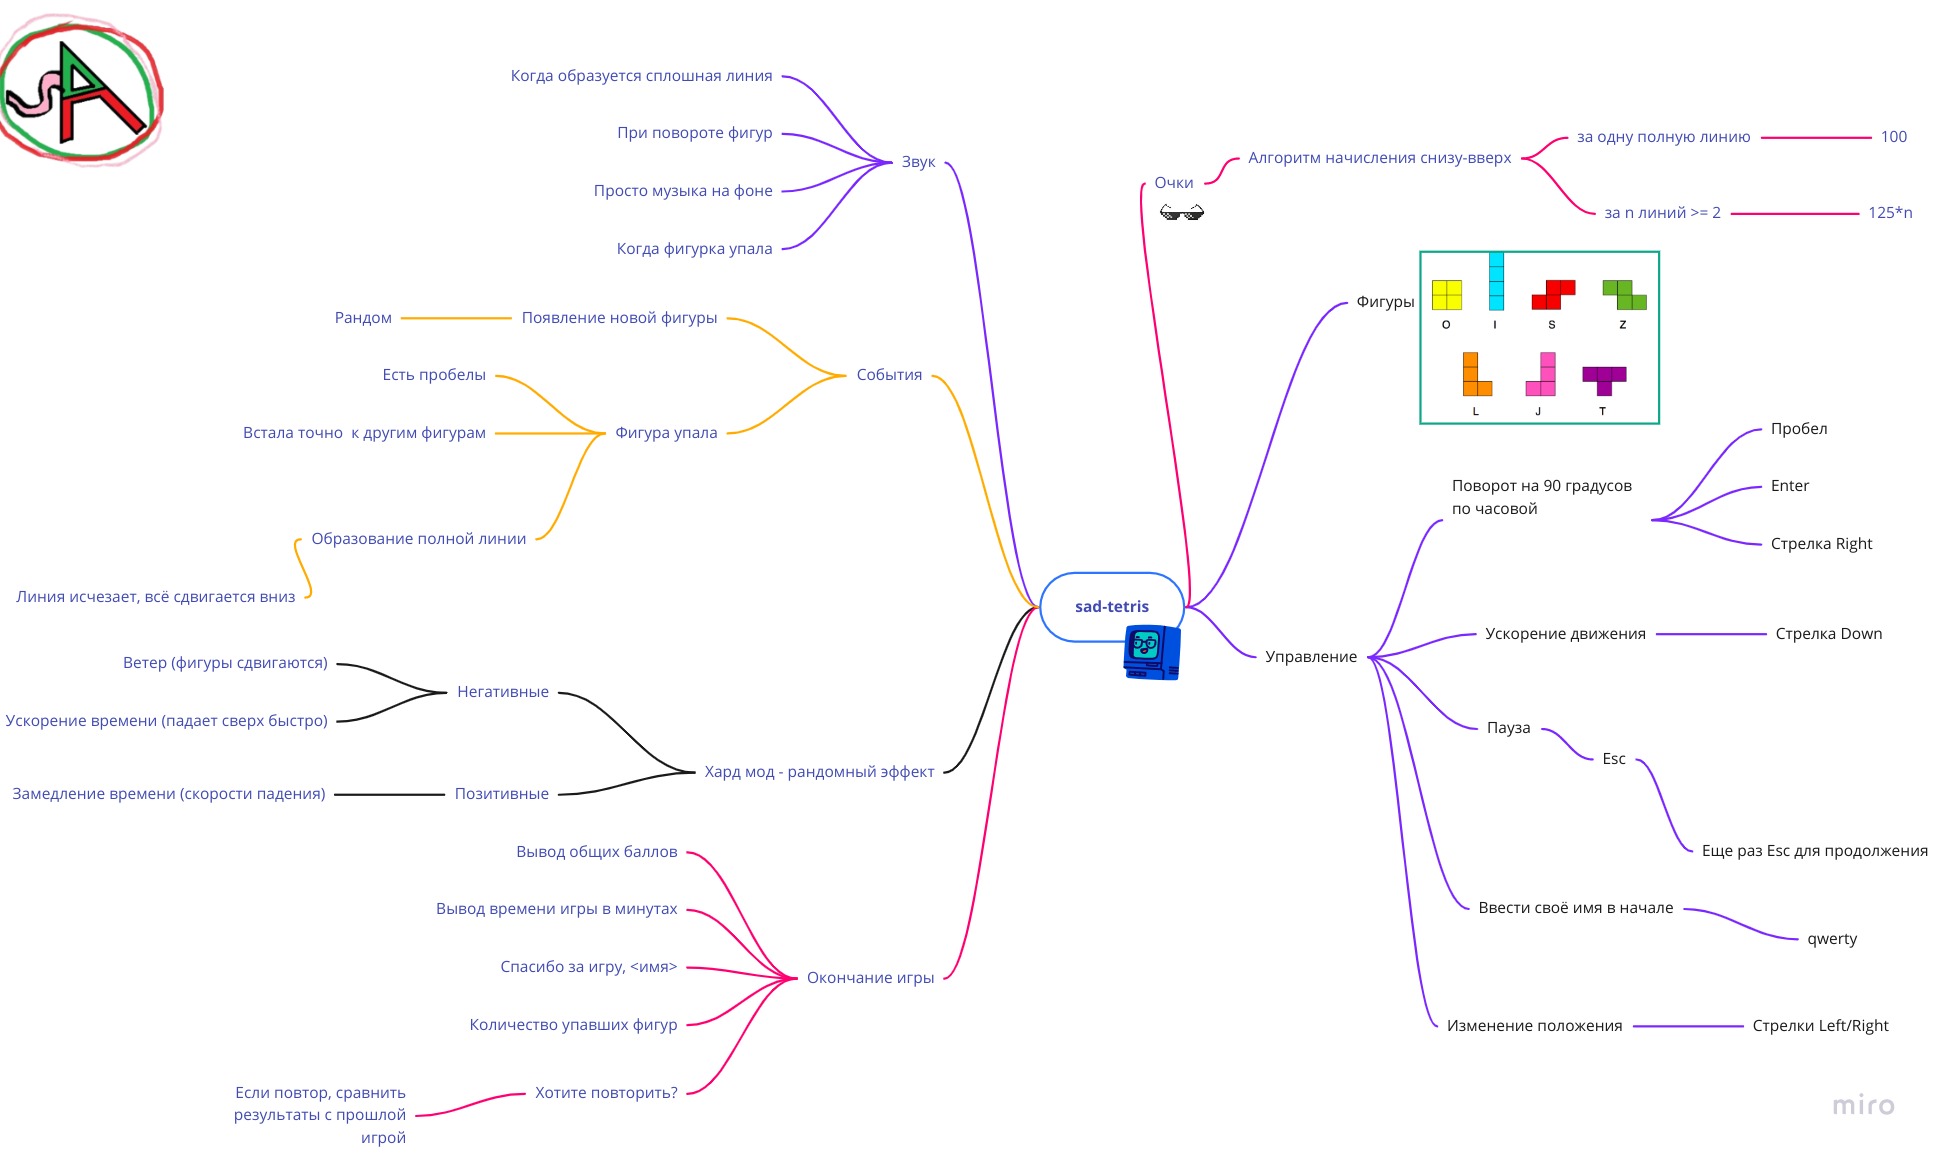 sA
Когда образуется сплошная линия
При повороте фигур
Просто музыка на фоне
Когда фигурка упала
Звук
Рандом
Появление новой фигуры
Есть пробелы
Встала точно  к другим фигурам
Фигура упала
События
Образование полной линии
Линия исчезает, всё сдвигается вниз
Ветер (фигуры сдвигаются)
Ускорение времени (падает сверх быстро)
Негативные
Замедление времени (скорости падения)
Позитивные
Хард мод - рандомный эффект
Вывод общих баллов
Вывод времени игры в минутах
Спасибо за игру, <имя>
Количество упавших фигур
Хотите повторить?
Если повтор, сравнить
результаты с прошлой
игрой
Окончание игры
sad-tetris
Очки
Алгоритм начисления снизу-вверх
за одну полную линию
100
за n линий >= 2
125*n
Фигуры
O
I
S
Z
L
J
T
Управление
Поворот на 90 градусов
по часовой
Пробел
Enter
Стрелка Right
Ускорение движения
Стрелка Down
Пауза
Esc
Еще раз Esc для продолжения
Ввести своё имя в начале
qwerty
Изменение положения
Стрелки Left/Right
miro